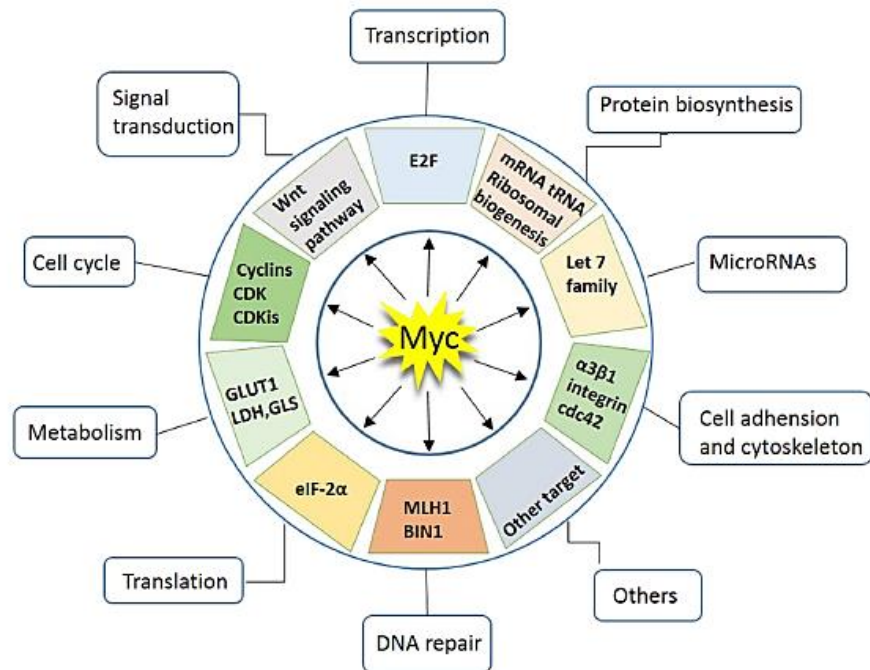 Transcription
Signal
transduction
Protein biosynthesis
E2F
mRNA tRNA
Ribosomal
biogenesis
Wnt
signaling
pathway
Cell cycle
Cyclins
CDK
CDKis
Let 7
family
MicroRNAs
Myc
GLUT1
LDH,GLS
α3β1
integrin
cdc42
Metabolism
Cell adhension
and cytoskeleton
eIF-2α
MLH1
BIN1
Other target
Translation
Others
DNA repair